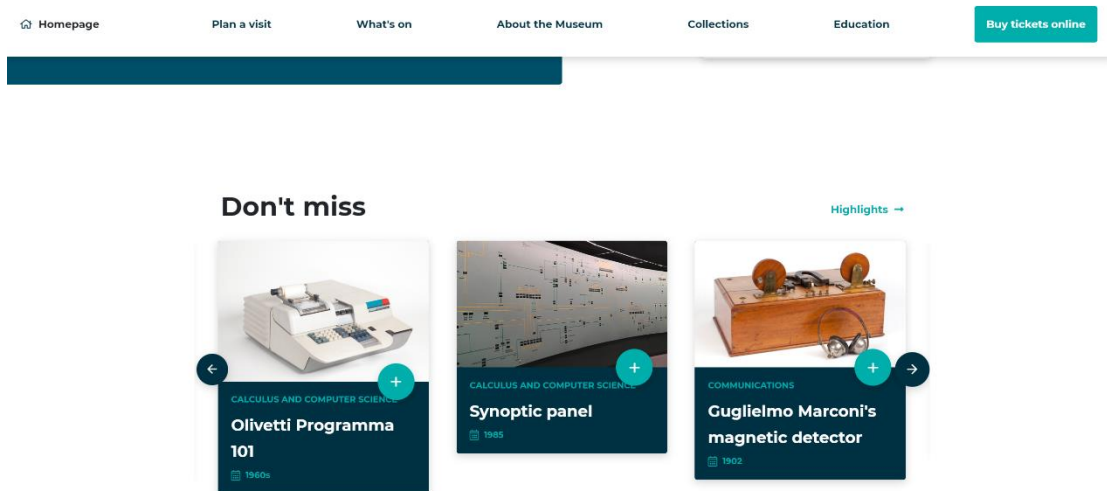 Homepage
Plan a visit
What's on
About the Museum
Collections
Education
Buy tickets online
Don't miss
Highlights →
CALCULUS AND COMPUTER SCIENCE
Olivetti Programma
101
1960s
CALCULUS AND COMPUTER SCIENCE
Synoptic panel
1985
COMMUNICATIONS
Guglielmo Marconi's
magnetic detector
1902